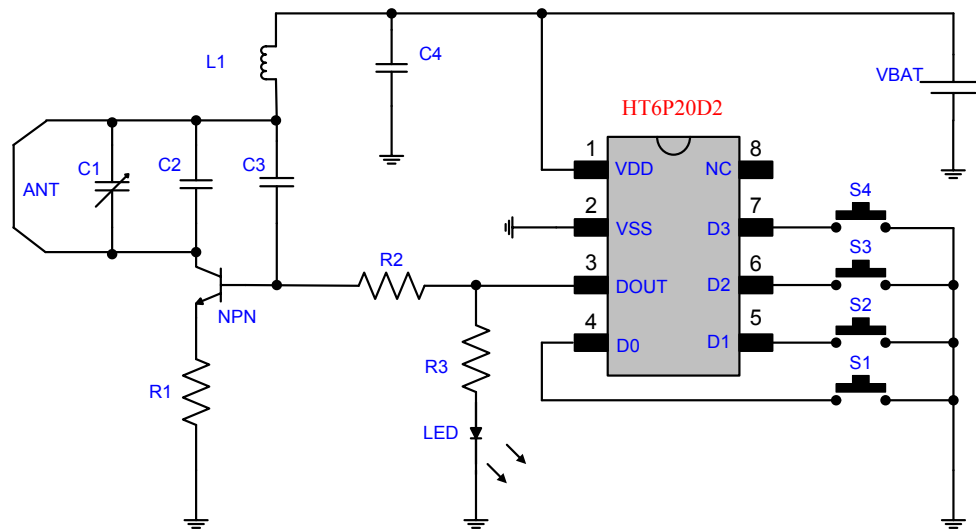 L1
C4
VBAT
HT6P20D2
1
8
VDD
NC
ANT
C1
C2
C3
2
7
VSS
D3
S4
R2
3
6
DOUT
D2
S3
NPN
4
5
D0
D1
S2
R1
R3
S1
LED